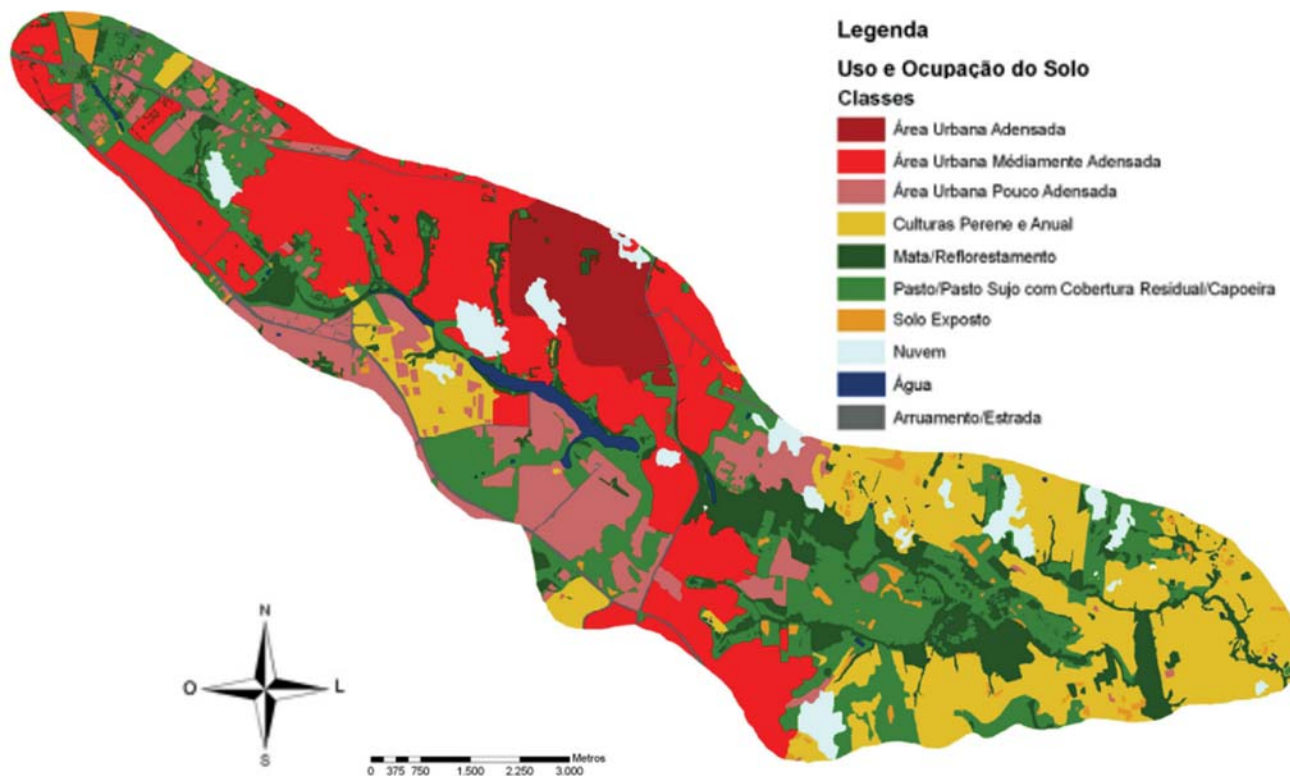 Legenda
Uso e Ocupação do Solo
Classes
Área Urbana Adensada
Área Urbana Médiamente Adensada
Área Urbana Pouco Adensada
Culturas Perene e Anual
Mata/Reflorestamento
Pasto/Pasto Sujo com Cobertura Residual/Capoeira
Solo Exposto
Nuvem
Água
Arruamento/Estrada
N
O L
S
Metros
0 375 750 1.500 2.250 3.000